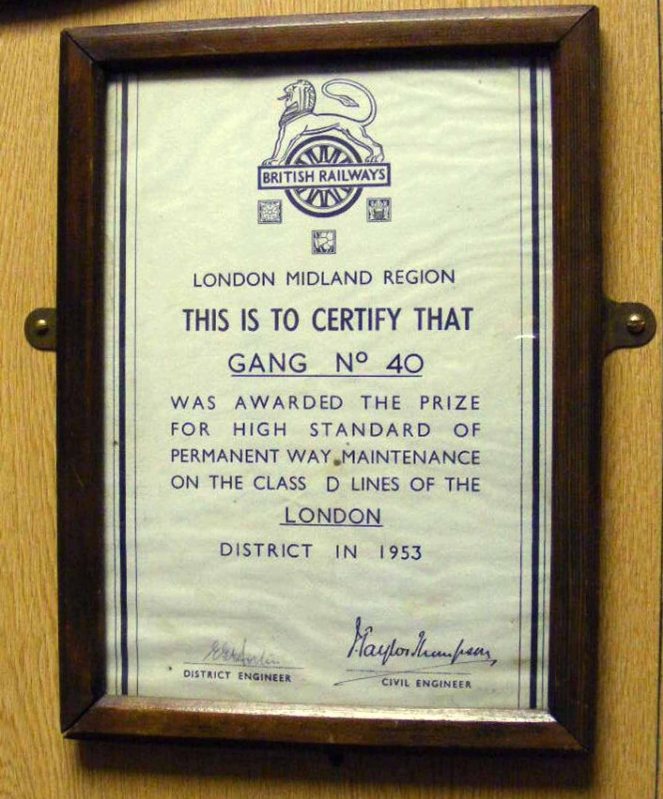 BRITISH RAILWAYS
LONDON MIDLAND REGION
THIS IS TO CERTIFY THAT
GANG Nº 40
WAS AWARDED THE PRIZE
FOR HIGH STANDARD OF
PERMANENT WAY MAINTENANCE
ON THE CLASS D LINES OF THE
LONDON
DISTRICT IN 1953
J. Taylor Thompson
DISTRICT ENGINEER
CIVIL ENGINEER